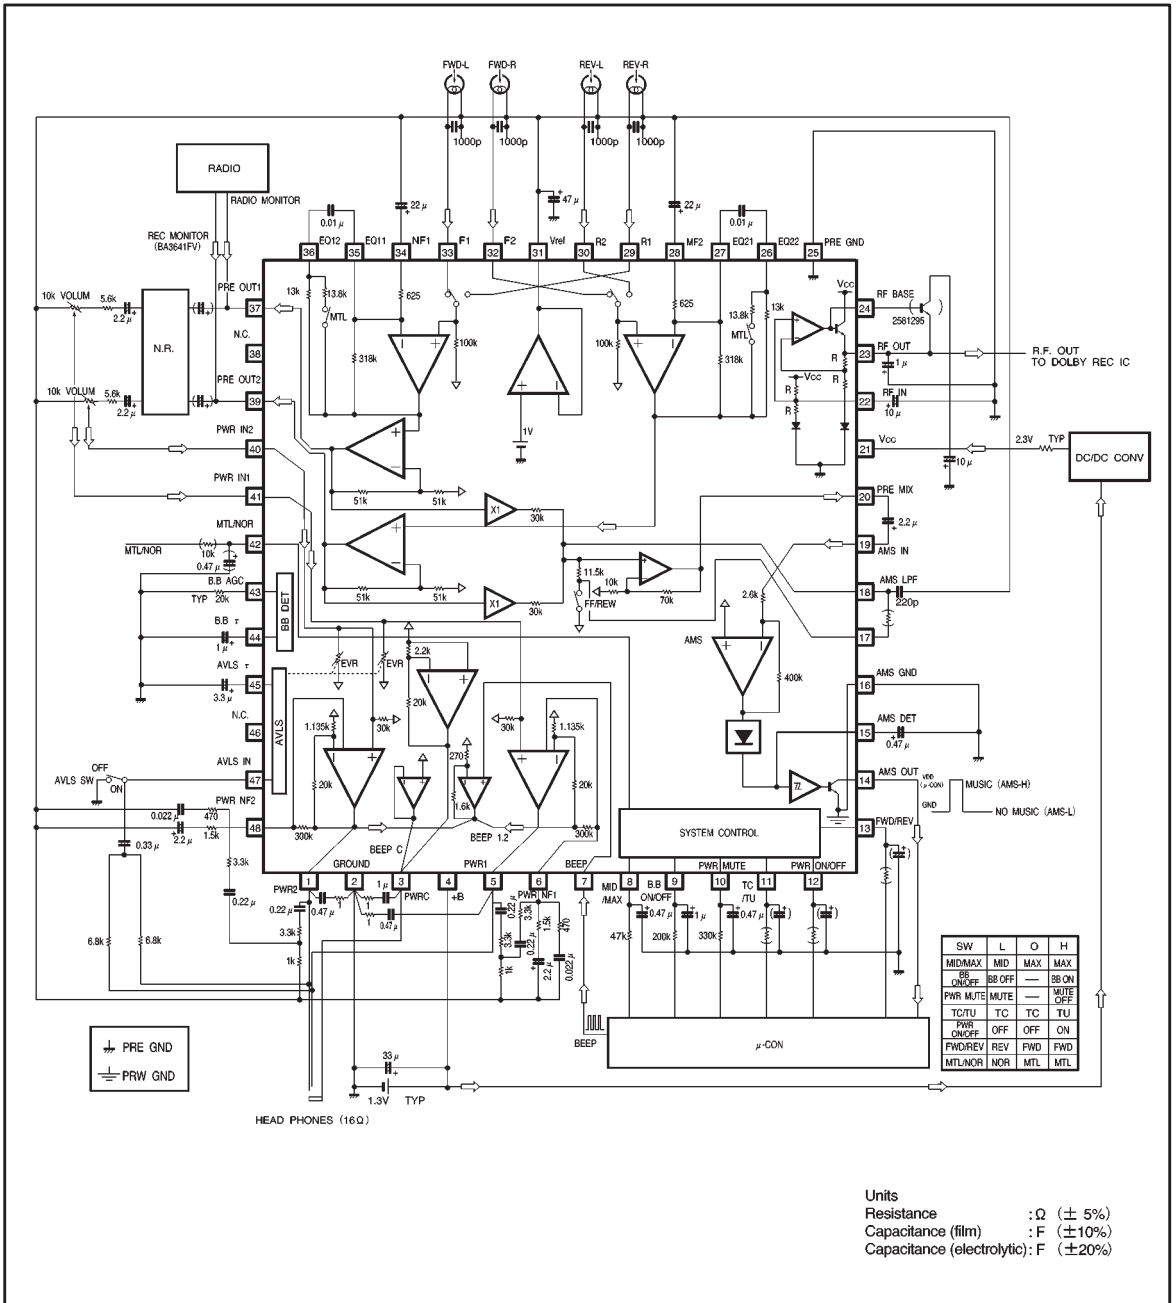 FWD-L FWD-R REV-L REV-R
1000p 1000p 1000p 1000p
RADIO
RADIO MONITOR
REC MONITOR
(BA3641FV)
0.01 μ
22 μ
47 μ
22 μ
0.01 μ
EQ12 EQ11 NF1 F1 F2 Vref R2 R1 MF2 EQ21 EQ22 PRE GND
36 35 34 33 32 31 30 29 28 27 26 25
10k VOLUM
5.6k
2.2 μ
N.R.
PRE OUT1
37
N.C.
38
PRE OUT2
39
10k VOLUM
5.6k
2.2 μ
PWR IN2
40
PWR IN1
41
MTL/NOR
42
MTL/NOR
10k
0.47 μ
B.B AGC
43
TYP 20k
B.B τ
44
1 μ
AVLS τ
45
3.3 μ
N.C.
46
AVLS IN
47
OFF
AVLS SW
ON
PWR NF2
48
0.022 μ
470
2.2 μ
1.5k
0.33 μ
3.3k
0.22 μ
13k
13.8k
MTL
318k
625
100k
1V
100k
625
318k
13.8k
MTL
13k
Vcc
R
R
Vcc
R
R
51k 51k
X1
30k
51k 51k
X1
30k
11.5k
FF/REW
10k
70k
2.6k
AMS
400k
BB DET
AVLS
EVR
EVR
2.2k
20k
1.135k
30k
20k
300k
270
1.6k
30k
1.135k
20k
300k
BEEP C
BEEP 1.2
SYSTEM CONTROL
24
RF BASE
2581295
23
RF OUT
1 μ
R.F. OUT
TO DOLBY REC IC
22
RF IN
10 μ
21
Vcc
2.3V TYP
DC/DC CONV
10 μ
20
PRE MIX
2.2 μ
19
AMS IN
18
AMS LPF
220p
17
16
AMS GND
15
AMS DET
0.47 μ
14
AMS OUT
VDD
(μ-CON)
GND
MUSIC (AMS-H)
NO MUSIC (AMS-L)
13
FWD/REV
GROUND PWR1 BEEP PWR MUTE PWR ON/OFF
1 2 3 4 5 6 7 8 9 10 11 12
PWR2 PWRC +B PWR NF1
MID
/MAX
B.B
ON/OFF
TC
/TU
0.47 μ
1
1 μ
1
1
0.47 μ
0.22 μ
3.3k
1k
6.8k 6.8k
0.22 μ
3.3k
1k
3.3k
0.22 μ
1.5k
2.2 μ
470
0.022 μ
0.47 μ
47k
1 μ
200k
0.47 μ
330k
BEEP
μ-CON
SW L O H
MID/MAX MID MAX MAX
BB ON/OFF BB OFF — BB ON
PWR MUTE MUTE — MUTE OFF
TC/TU TC TC TU
PWR ON/OFF OFF OFF ON
FWD/REV REV FWD FWD
MTL/NOR NOR MTL MTL
PRE GND
PRW GND
33 μ
1.3V TYP
HEAD PHONES (16Ω)
Units
Resistance : Ω (± 5%)
Capacitance (film) : F (±10%)
Capacitance (electrolytic) : F (±20%)